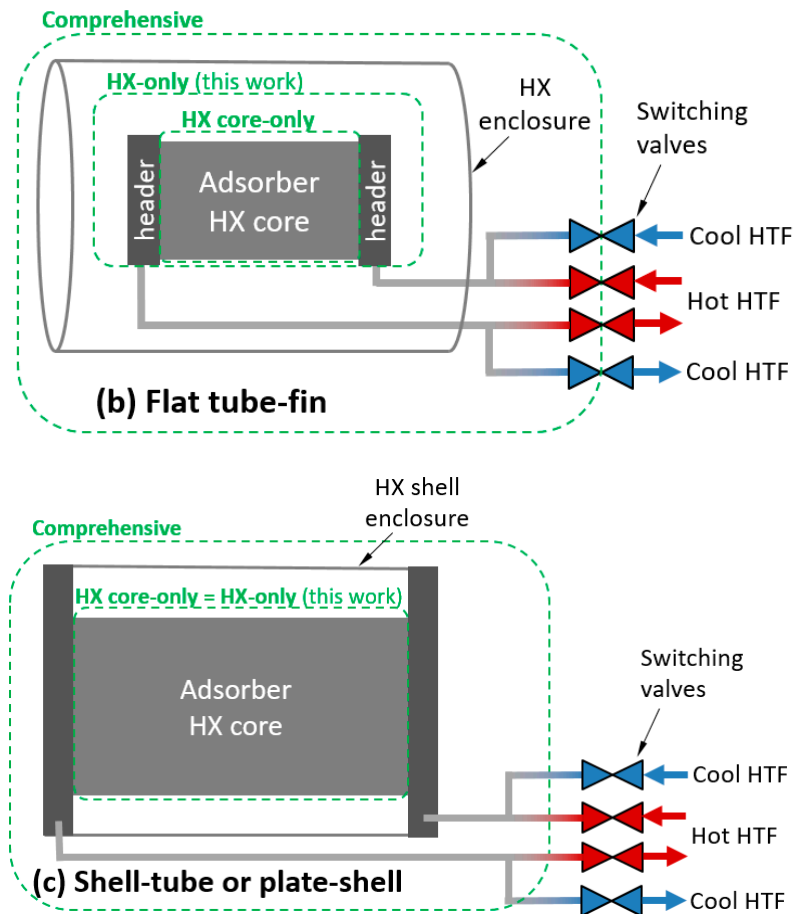 Comprehensive
HX-only (this work)
HX core-only
HX
enclosure
Switching
valves
header
Adsorber
HX core
header
Cool HTF
Hot HTF
Cool HTF
(b) Flat tube-fin
HX shell
enclosure
Comprehensive
HX core-only = HX-only (this work)
Switching
valves
Adsorber
HX core
Cool HTF
Hot HTF
Cool HTF
(c) Shell-tube or plate-shell